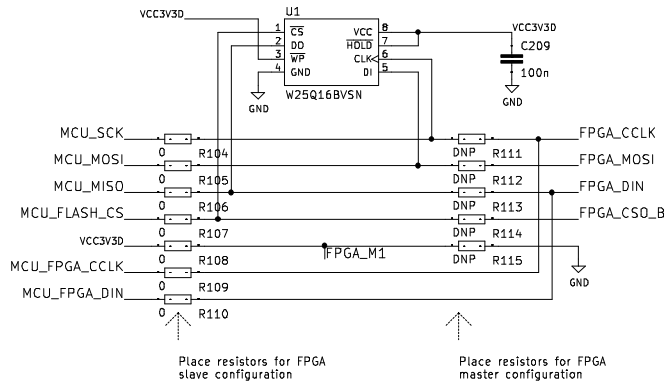 U1
VCC3V3D
1 CS VCC 8
2 DO HOLD 7
3 WP CLK 6
4 GND DI 5
W25Q16BVSN
GND
VCC3V3D
C209
100n
GND
MCU_SCK
0 R104
DNP R111
FPGA_CCLK
MCU_MOSI
0 R105
DNP R112
FPGA_MOSI
MCU_MISO
0 R106
DNP R113
FPGA_DIN
MCU_FLASH_CS
0 R107
DNP R114
FPGA_CSO_B
VCC3V3D
0 R108
FPGA_M1
DNP R115
GND
MCU_FPGA_CCLK
0 R109
MCU_FPGA_DIN
0 R110
Place resistors for FPGA
slave configuration
Place resistors for FPGA
master configuration